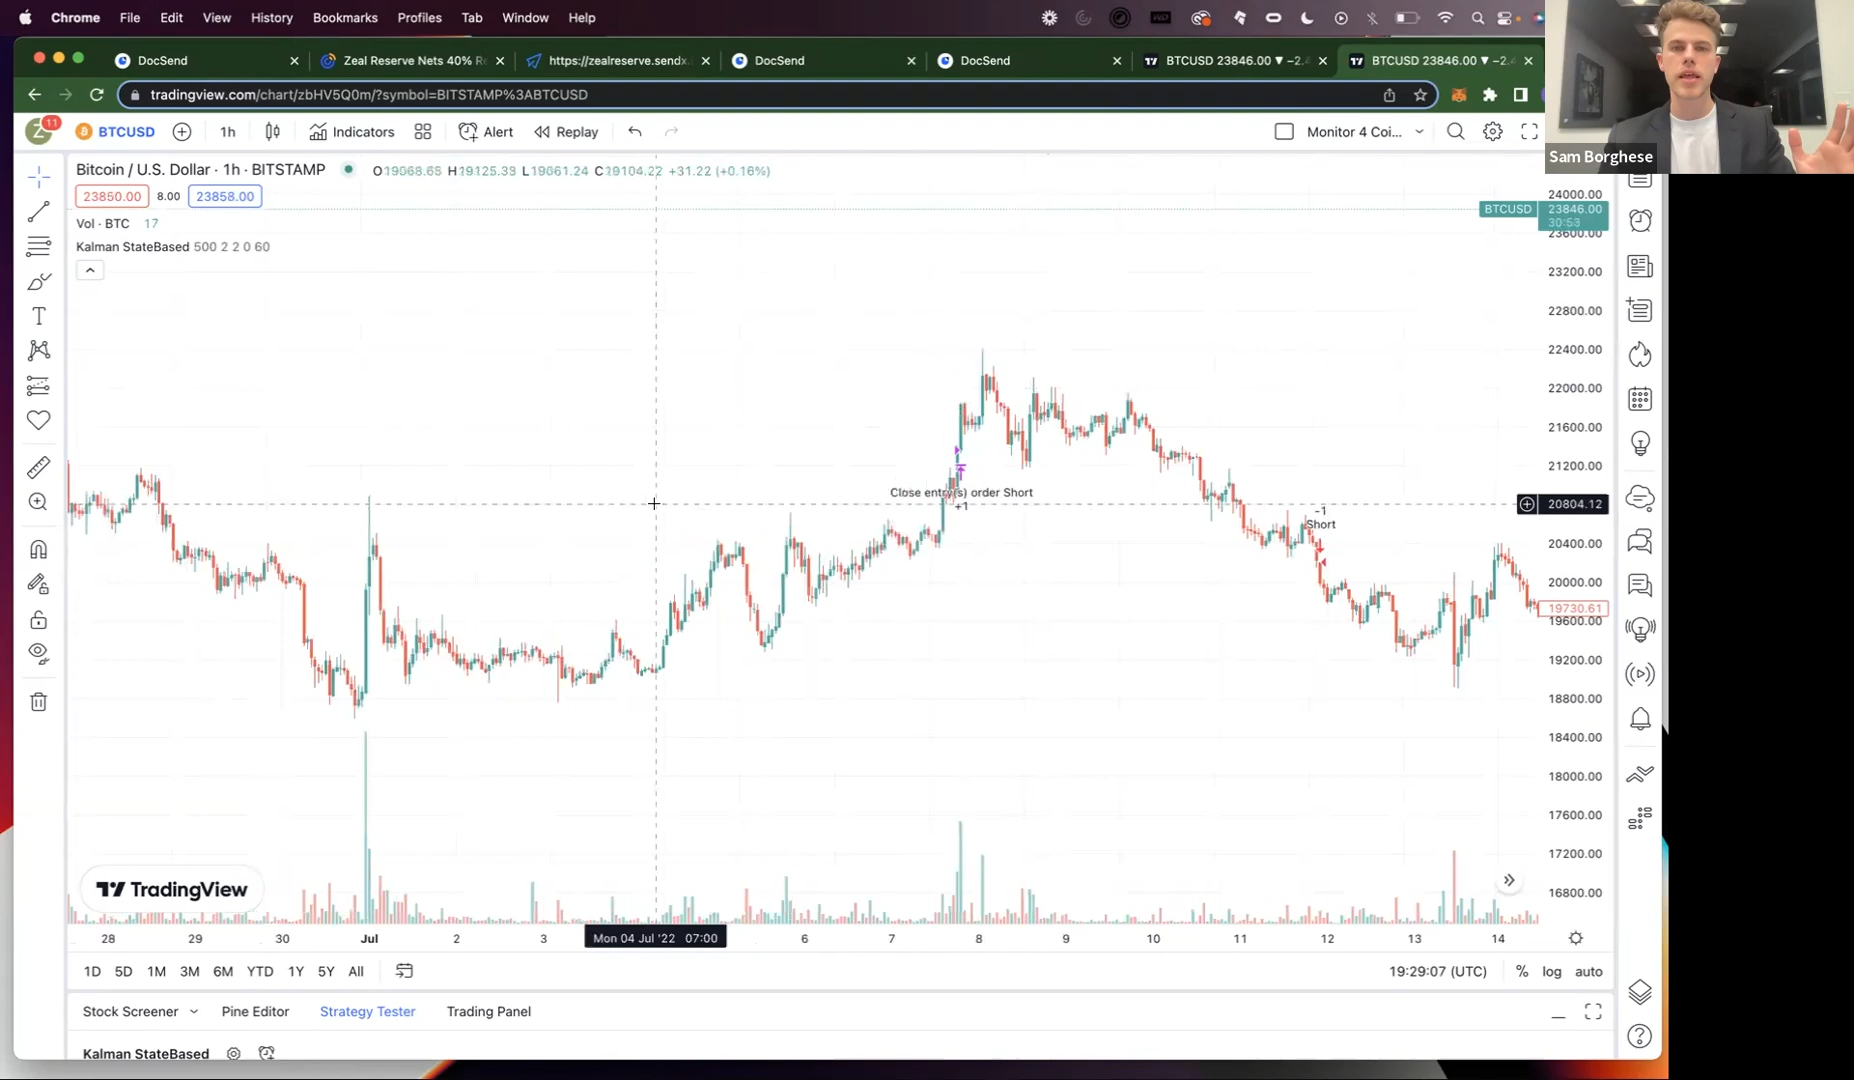 Chrome File Edit View History Bookmarks Profiles Tab Window Help
DocSend Zeal Reserve Nets 40% Re https://zealreserve.sendx. DocSend DocSend BTCUSD 23846.00 ▼ −2.4 BTCUSD 23846.00 ▼ −2.4
tradingview.com/chart/zbHV5Q0m/?symbol=BITSTAMP%3ABTCUSD
Z 11 BTCUSD 1h Indicators Alert Replay Monitor 4 Coi...
Sam Borghese
Bitcoin / U.S. Dollar · 1h · BITSTAMP O19068.65 H19125.33 L19061.24 C19104.22 +31.22 (+0.16%)
23850.00 8.00 23858.00
Vol · BTC 17
Kalman StateBased 500 2 2 0 60
24000.00
BTCUSD 23846.00
30:53
23600.00
23200.00
22800.00
22400.00
22000.00
21600.00
21200.00
Close entry(s) order Short
+1
20804.12
-1
Short
20400.00
20000.00
19730.61
19600.00
19200.00
18800.00
18400.00
18000.00
17600.00
17200.00
16800.00
TradingView
28 29 30 Jul 2 3 Mon 04 Jul '22 07:00 6 7 8 9 10 11 12 13 14
1D 5D 1M 3M 6M YTD 1Y 5Y All 19:29:07 (UTC) % log auto
Stock Screener Pine Editor Strategy Tester Trading Panel
Kalman StateBased